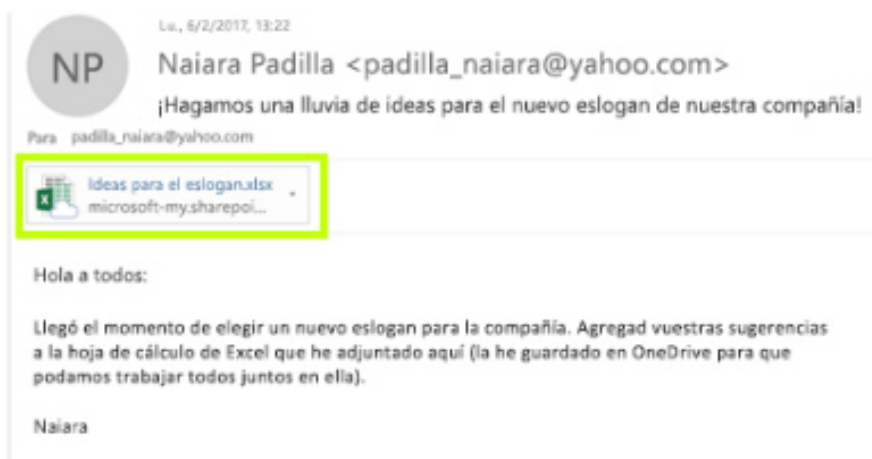 Lu., 6/2/2017, 13:22
NP
Naiara Padilla <padilla_naiara@yahoo.com>
¡Hagamos una lluvia de ideas para el nuevo eslogan de nuestra compañía!
Para padilla_naiara@yahoo.com
Ideas para el eslogan.xlsx
microsoft-my.sharepoi...
Hola a todos:
Llegó el momento de elegir un nuevo eslogan para la compañía. Agregad vuestras sugerencias
a la hoja de cálculo de Excel que he adjuntado aquí (la he guardado en OneDrive para que
podamos trabajar todos juntos en ella).
Naiara